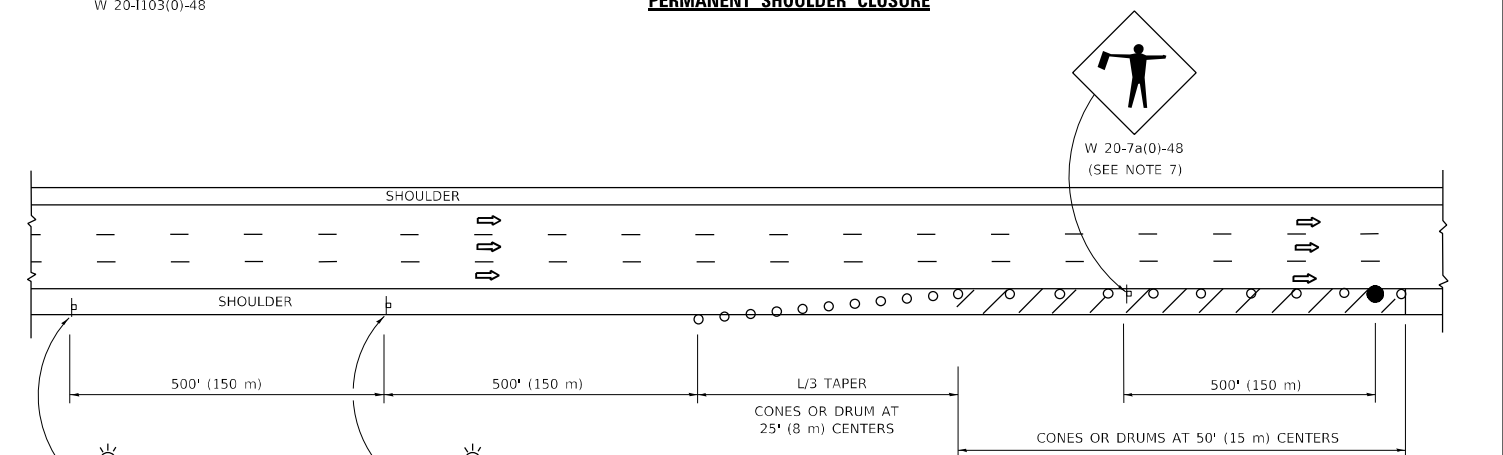 W 20-I103(0)-48
PERMANENT SHOULDER CLOSURE
W 20-7a(0)-48
(SEE NOTE 7)
SHOULDER
SHOULDER
500' (150 m)
500' (150 m)
L/3 TAPER
500' (150 m)
CONES OR DRUM AT
25' (8 m) CENTERS
CONES OR DRUMS AT 50' (15 m) CENTERS